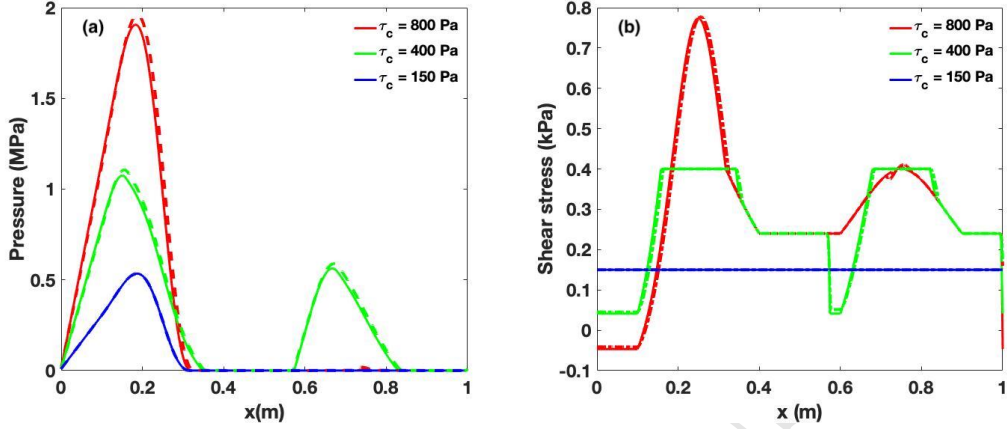 (a)
τc = 800 Pa
τc = 400 Pa
τc = 150 Pa
2
1.5
1
0.5
0
Pressure (MPa)
0 0.2 0.4 0.6 0.8 1
x(m)
(b)
τc = 800 Pa
τc = 400 Pa
τc = 150 Pa
0.8
0.7
0.6
0.5
0.4
0.3
0.2
0.1
0
-0.1
Shear stress (kPa)
0 0.2 0.4 0.6 0.8 1
x (m)